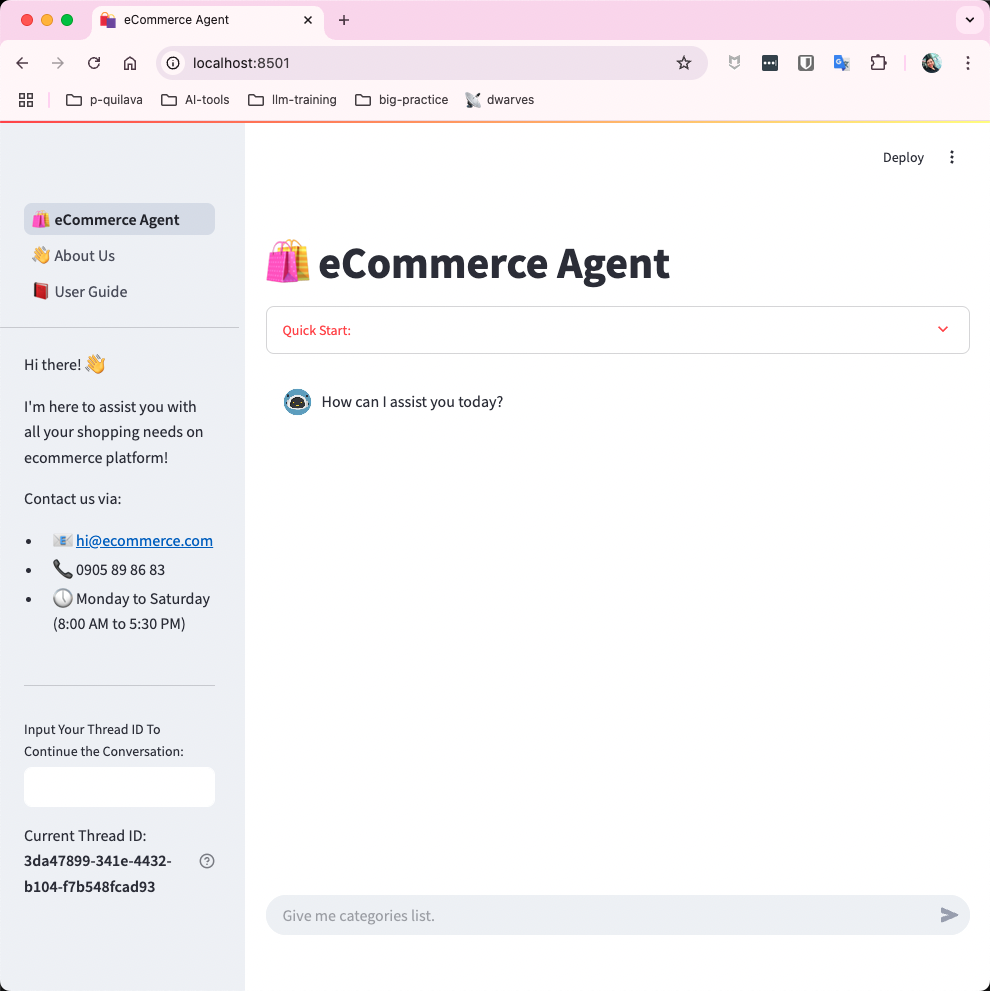 eCommerce Agent
localhost:8501
p-quilava
AI-tools
llm-training
big-practice
dwarves
Deploy
eCommerce Agent
About Us
User Guide
Hi there!
I'm here to assist you with
all your shopping needs on
ecommerce platform!
Contact us via:
hi@ecommerce.com
0905 89 86 83
Monday to Saturday
(8:00 AM to 5:30 PM)
Input Your Thread ID To
Continue the Conversation:
Current Thread ID:
3da47899-341e-4432-
b104-f7b548fcad93
eCommerce Agent
Quick Start:
How can I assist you today?
Give me categories list.